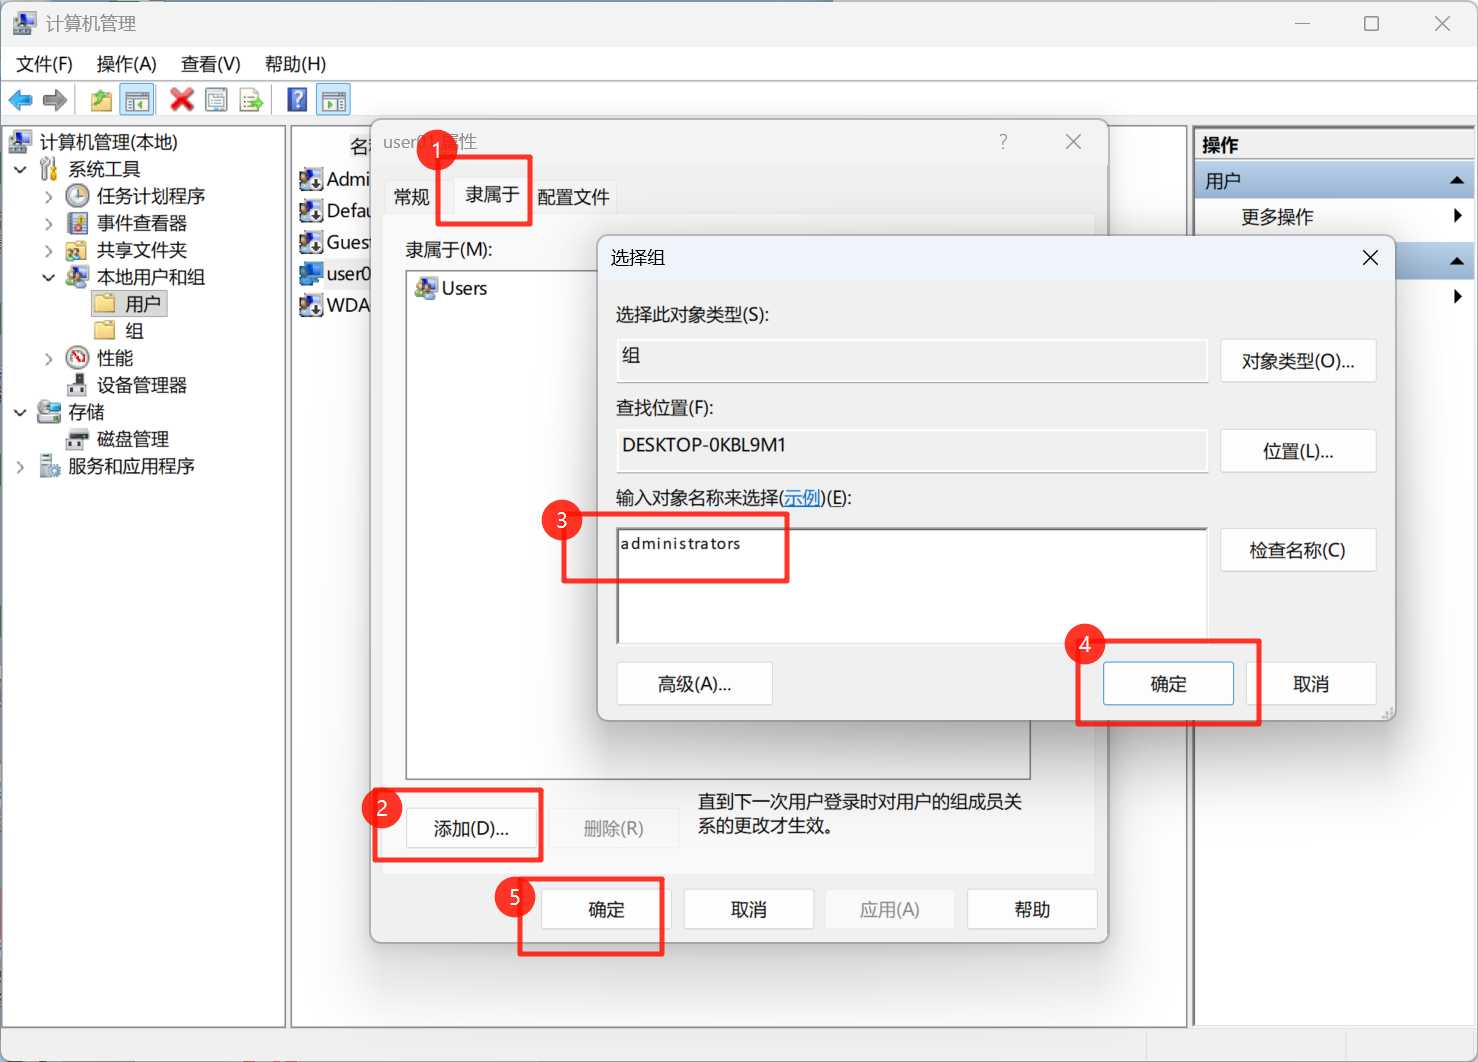 计算机管理
文件(F) 操作(A) 查看(V) 帮助(H)
计算机管理(本地)
系统工具
任务计划程序
事件查看器
共享文件夹
本地用户和组
用户
组
性能
设备管理器
存储
磁盘管理
服务和应用程序
Admi
Defau
Gues
user0
WDA
1
常规 隶属于 配置文件
隶属于(M):
Users
选择组
选择此对象类型(S):
组
对象类型(O)...
查找位置(F):
DESKTOP-0KBL9M1
位置(L)...
输入对象名称来选择(示例)(E):
3
administrators
检查名称(C)
高级(A)...
4
确定
取消
2
添加(D)...
删除(R)
直到下一次用户登录时对用户的组成员关
系的更改才生效。
5
确定
取消
应用(A)
帮助
操作
用户
更多操作